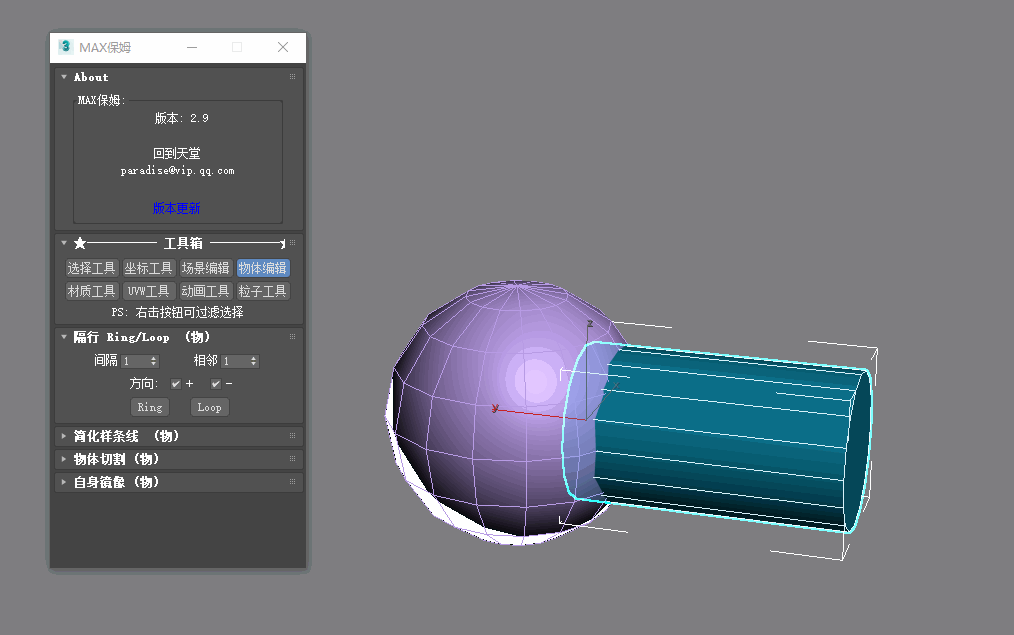 MAX保姆
About
MAX保姆:
版本: 2.9
回到天堂
paradise@vip.qq.com
版本更新
★────── 工具箱 ──────★
选择工具 坐标工具 场景编辑 物体编辑
材质工具 UVW工具 动画工具 粒子工具
PS: 右击按钮可过滤选择
隔行 Ring/Loop (物)
间隔 1 相邻 1
方向: + -
Ring Loop
简化样条线 (物)
物体切割 (物)
自身镜像 (物)
z
y